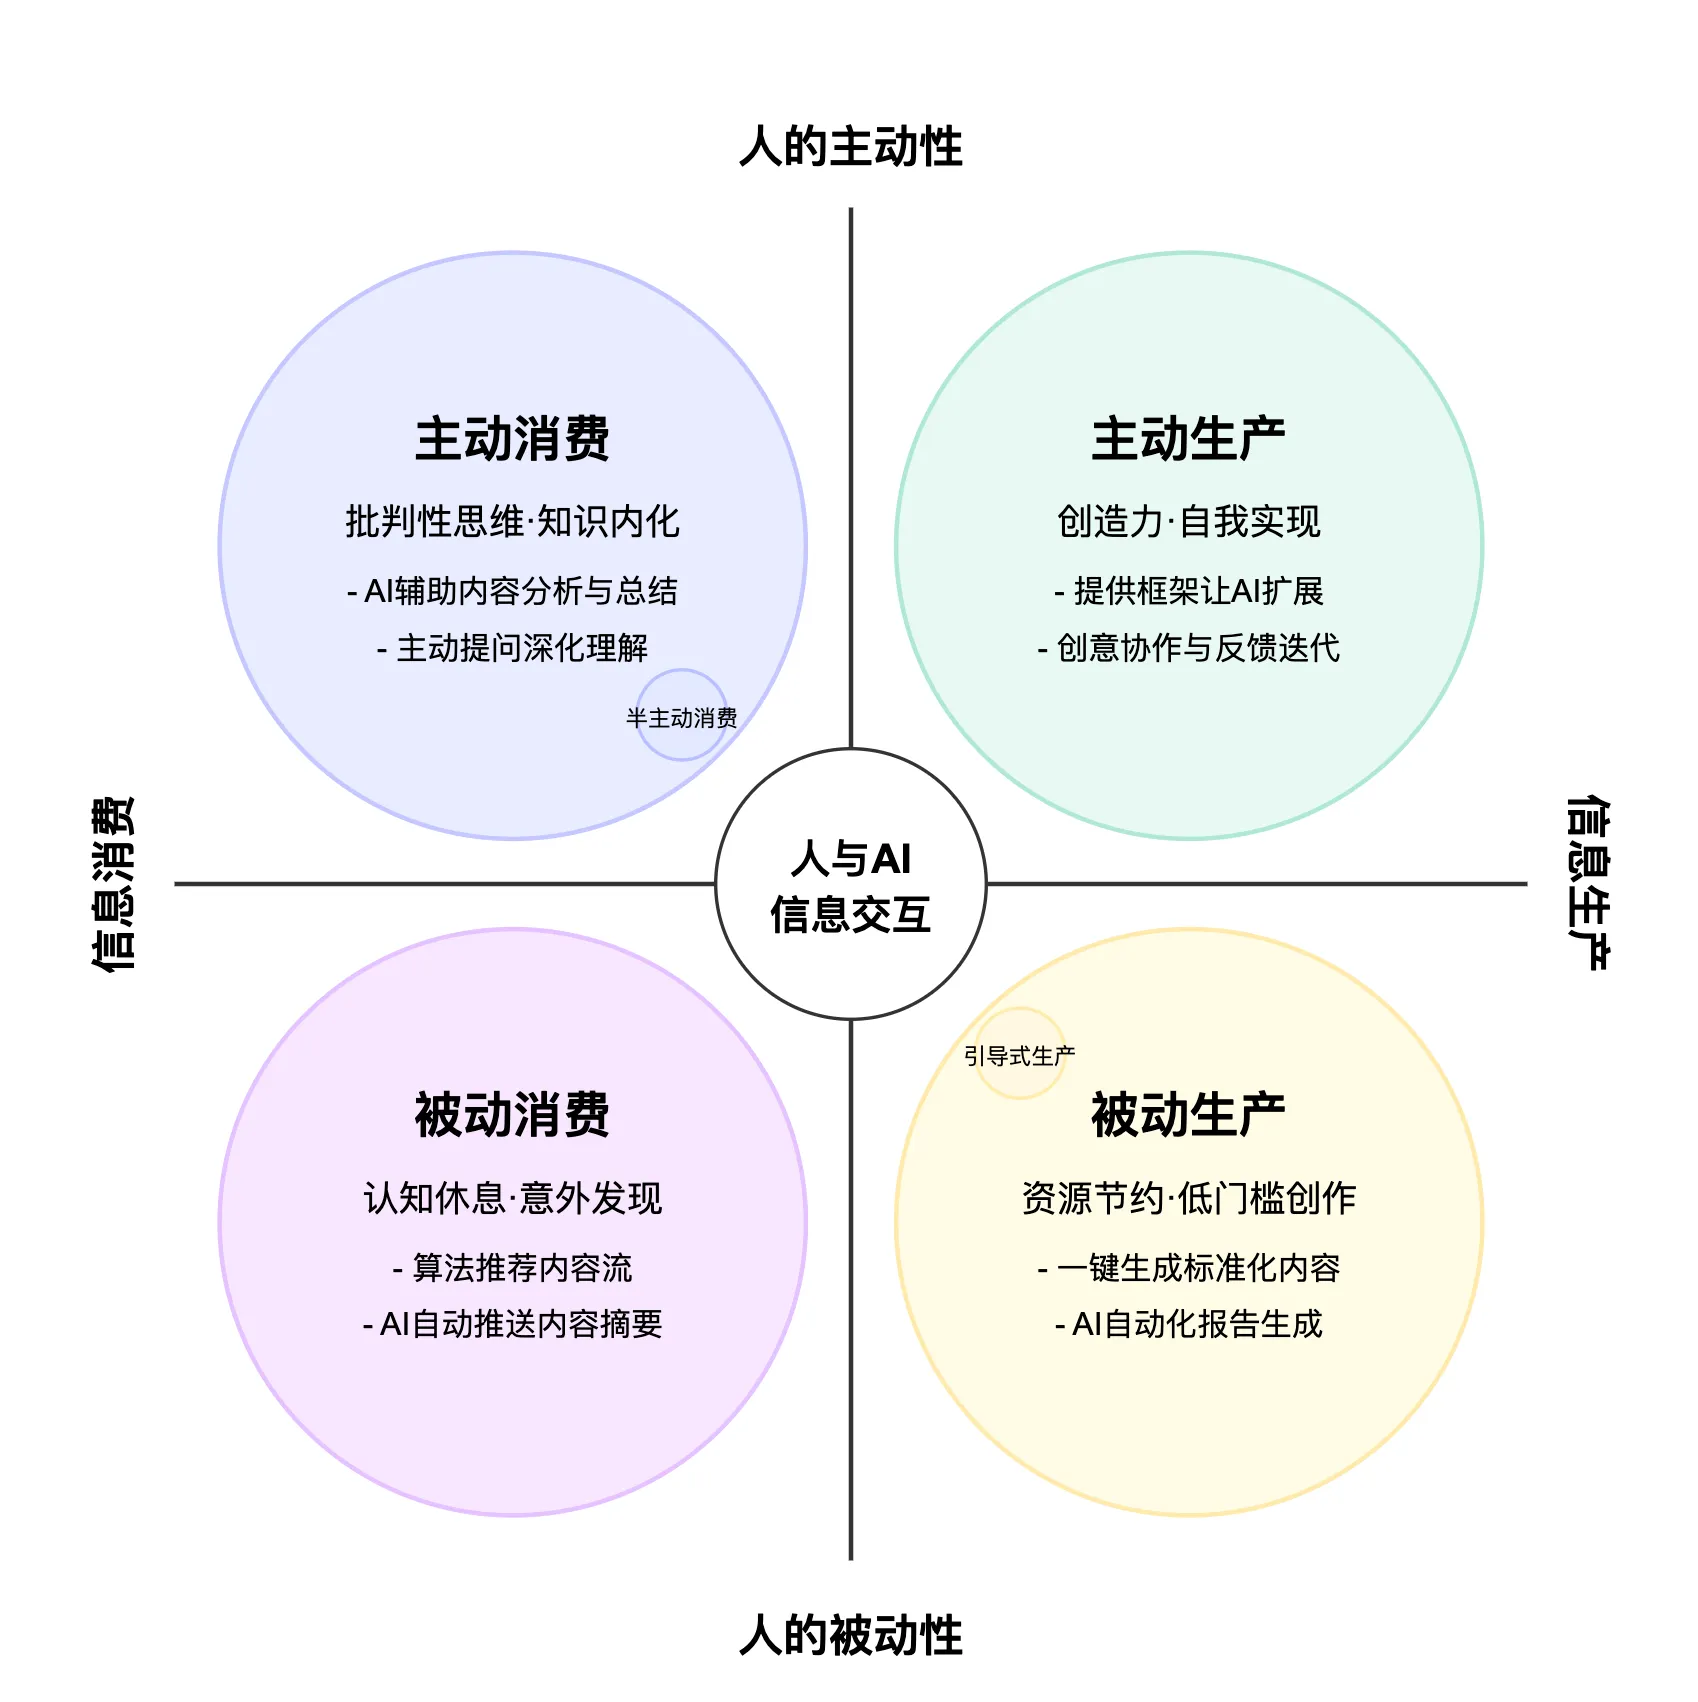 人的主动性
主动消费
批判性思维·知识内化
- AI辅助内容分析与总结
- 主动提问深化理解
半主动消费
主动生产
创造力·自我实现
- 提供框架让AI扩展
- 创意协作与反馈迭代
信息消费
人与AI
信息交互
信息生产
被动消费
认知休息·意外发现
- 算法推荐内容流
- AI自动推送内容摘要
引导式生产
被动生产
资源节约·低门槛创作
- 一键生成标准化内容
- AI自动化报告生成
人的被动性